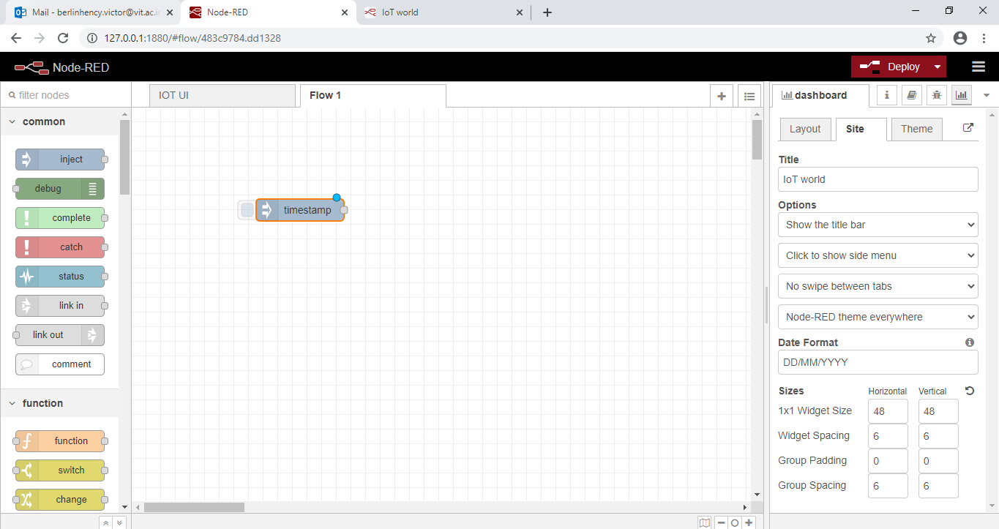 Mail - berlinhency.victor@vit.ac.i
Node-RED
IoT world
127.0.0.1:1880/#flow/483c9784.dd1328
Node-RED
Deploy
filter nodes
IOT UI
Flow 1
dashboard
common
inject
debug
complete
catch
status
link in
link out
comment
function
function
switch
change
timestamp
Layout
Site
Theme
Title
IoT world
Options
Show the title bar
Click to show side menu
No swipe between tabs
Node-RED theme everywhere
Date Format
DD/MM/YYYY
Sizes Horizontal Vertical
1x1 Widget Size 48 48
Widget Spacing 6 6
Group Padding 0 0
Group Spacing 6 6